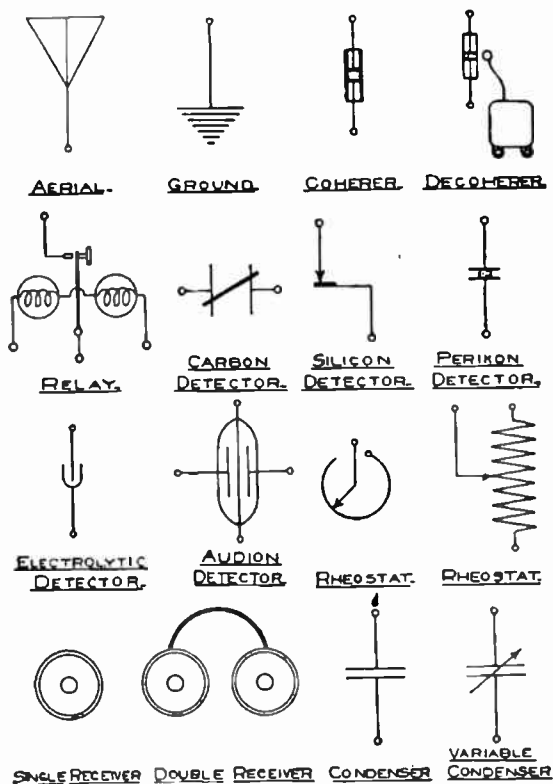 AERIAL.
GROUND.
COHERER.
DECOHERER.
RELAY.
CARBON
DETECTOR.
SILICON
DETECTOR.
PERIKON
DETECTOR.
ELECTROLYTIC
DETECTOR.
AUDION
DETECTOR
RHEOSTAT.
RHEOSTAT.
SINGLE RECEIVER
DOUBLE RECEIVER
CONDENSER
VARIABLE
CONDENSER